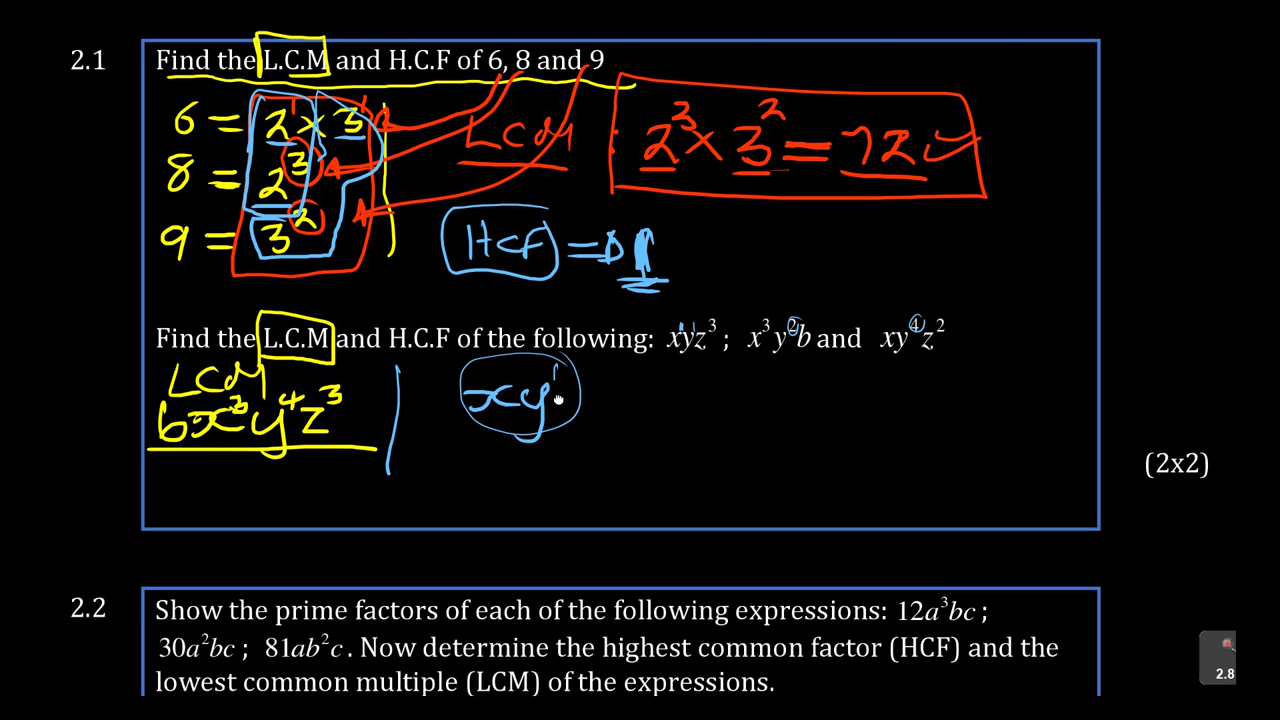 2.1 Find the L.C.M and H.C.F of 6, 8 and 9
6 = 2¹ × 3¹
LCM 2³ × 3² = 72
8 = 2³
9 = 3²
HCF = 1
Find the L.C.M and H.C.F of the following: xyz³ ; x³y²b and xy⁴z²
LCM
bx³y⁴z³
xy¹
(2x2)
2.2 Show the prime factors of each of the following expressions: 12a³bc ;
30a²bc ; 81ab²c . Now determine the highest common factor (HCF) and the
lowest common multiple (LCM) of the expressions.
2.8